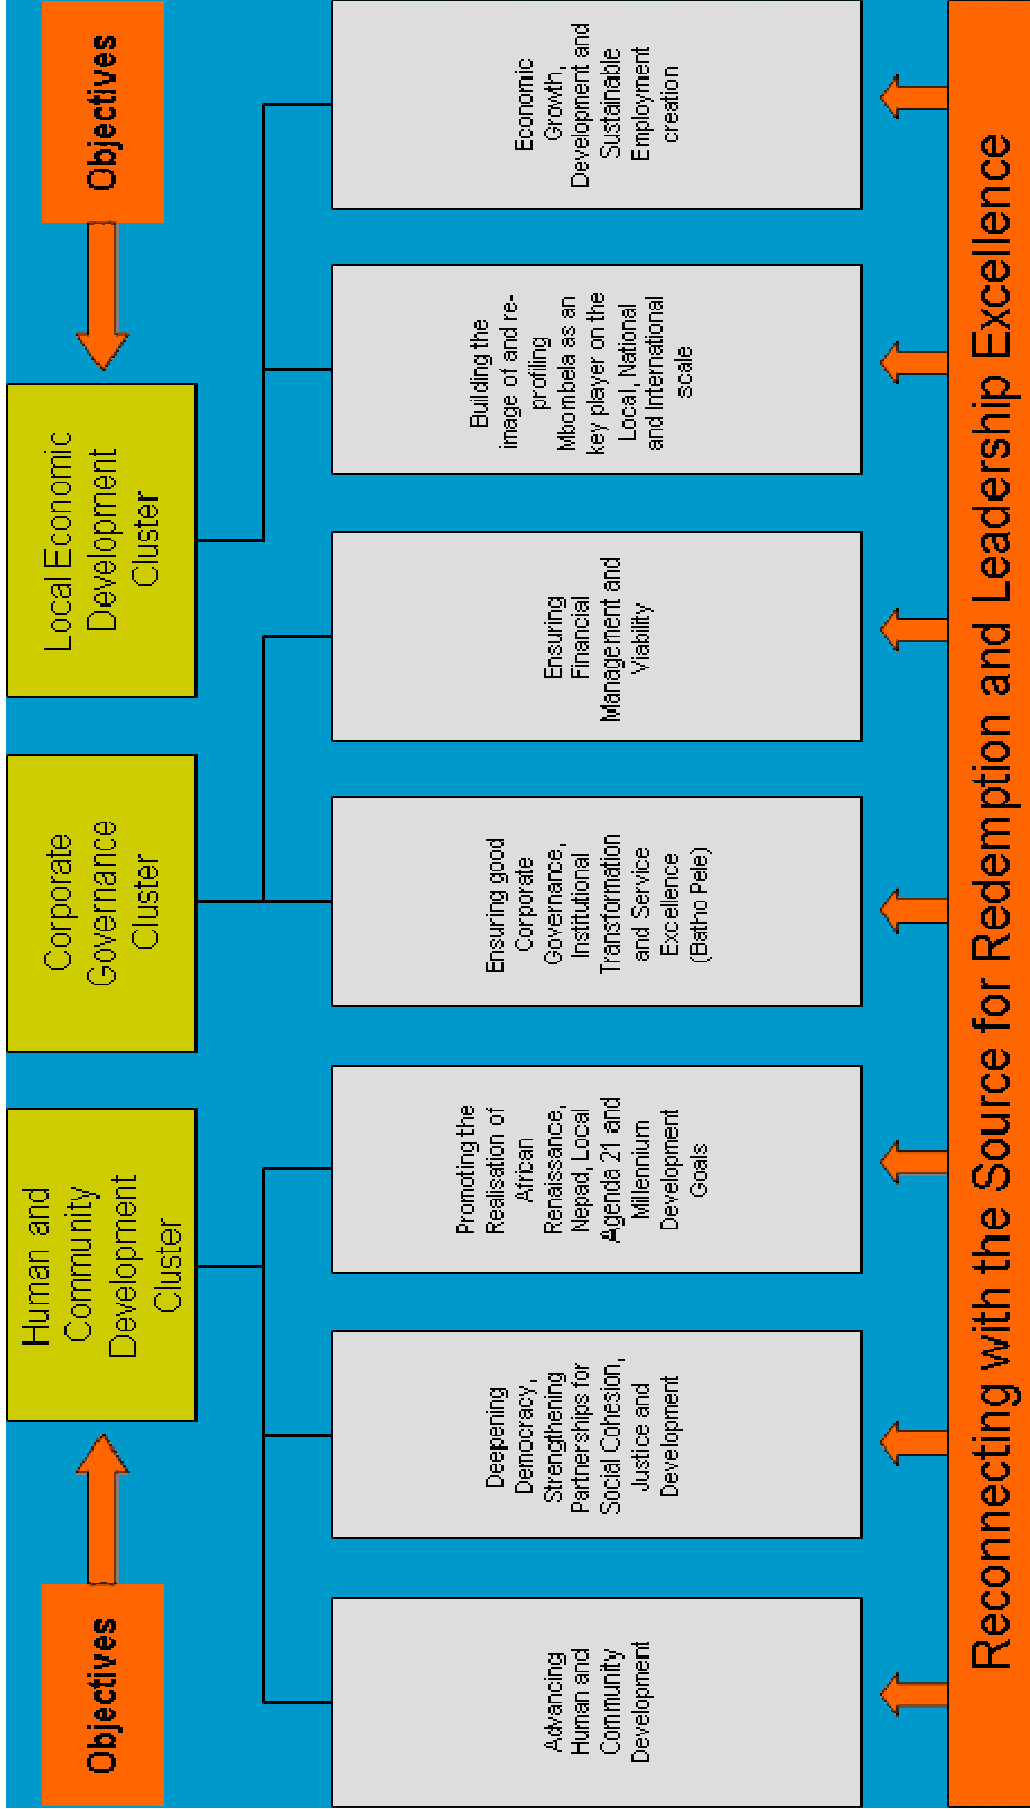 Objectives
Human and
Community
Development
Cluster
Corporate
Governance
Cluster
Local Economic
Development
Cluster
Objectives
Advancing
Human and
Community
Development
Deepening
Democracy,
Strengthening
Partnerships for
Social Cohesion,
Justice and
Development
Promoting the
Realisation of
African
Renaissance,
Nepad, Local
Agenda 21 and
Millennium
Development
Goals
Ensuring good
Corporate
Governance,
Institutional
Transformation
and Service
Excellence
(Batho Pele)
Ensuring
Financial
Management and
Viability
Building the
image of and re-
profiling
Mbombela as an
key player on the
Local, National
and International
scale
Economic
Growth,
Development and
Sustainable
Employment
creation
Reconnecting with the Source for Redemption and Leadership Excellence